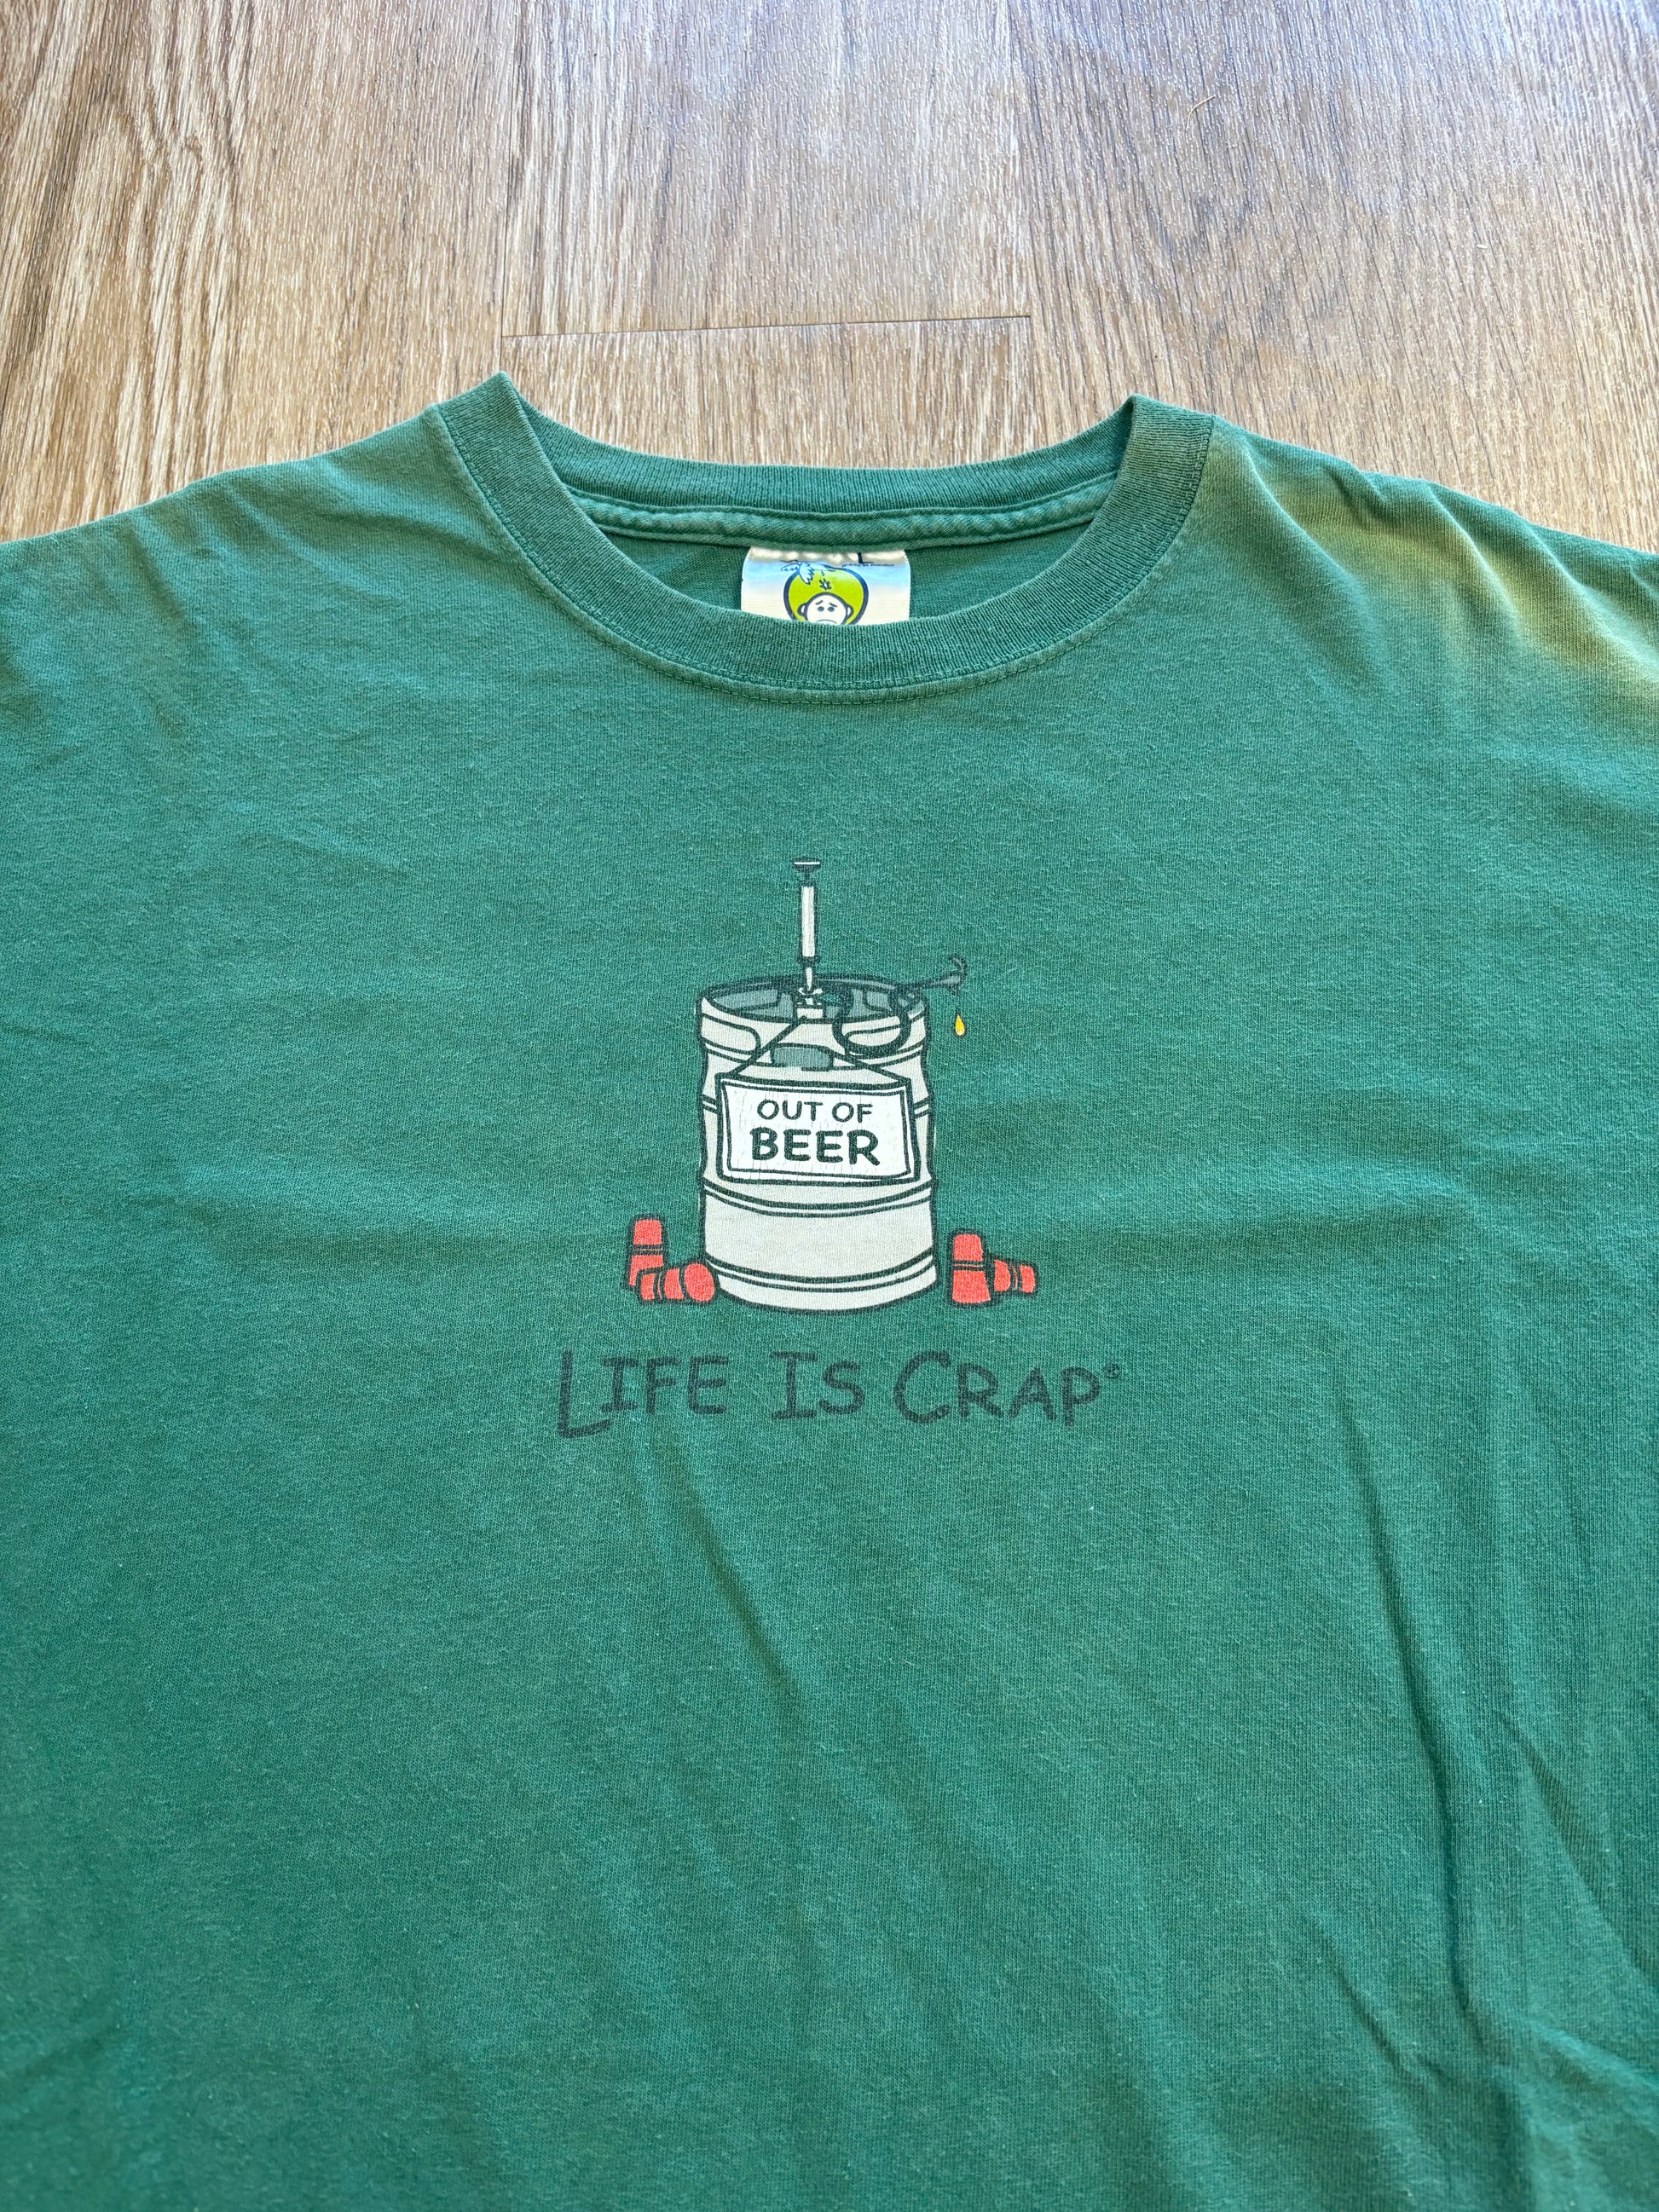 OUT OF
BEER
LIFE IS CRAP®